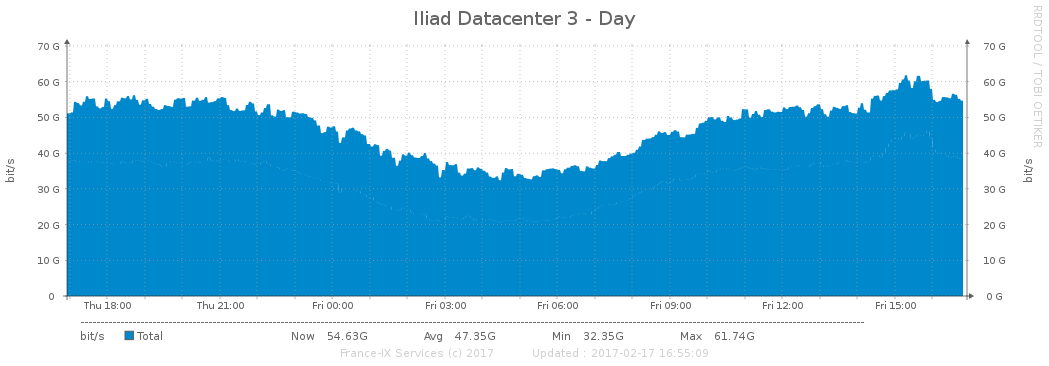 Iliad Datacenter 3 - Day
RRDTOOL / TOBI OETIKER
70 G 70 G
60 G 60 G
50 G 50 G
40 G 40 G
30 G 30 G
20 G 20 G
10 G 10 G
0 0 G
bit/s bit/s
Thu 18:00 Thu 21:00 Fri 00:00 Fri 03:00 Fri 06:00 Fri 09:00 Fri 12:00 Fri 15:00
bit/s Total Now 54.63G Avg 47.35G Min 32.35G Max 61.74G
France-IX Services (c) 2017 Updated : 2017-02-17 16:55:09